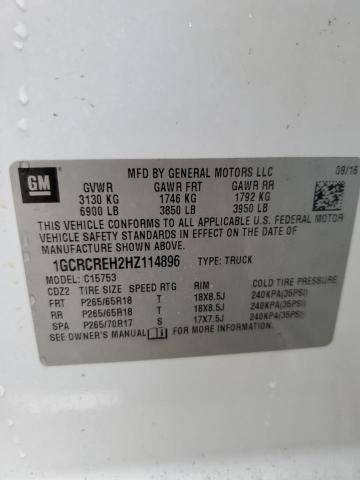 GM
MFD BY GENERAL MOTORS LLC 09/16
GVWR GAWR FRT GAWR RR
3130 KG 1746 KG 1792 KG
6900 LB 3850 LB 3950 LB
THIS VEHICLE CONFORMS TO ALL APPLICABLE U.S. FEDERAL MOTOR
VEHICLE SAFETY STANDARDS IN EFFECT ON THE DATE OF
MANUFACTURE SHOWN ABOVE.
1GCRCREH2HZ114896 TYPE: TRUCK
MODEL: C15753
CDZ2 TIRE SIZE SPEED RTG RIM COLD TIRE PRESSURE
FRT P265/65R18 T 18X8.5J 240KPA(35PSI)
RR P265/65R18 T 18X8.5J 240KPA(35PSI)
SPA P265/70R17 S 17X7.5J 240KPA(35PSI)
SEE OWNER'S MANUAL FOR MORE INFORMATION.